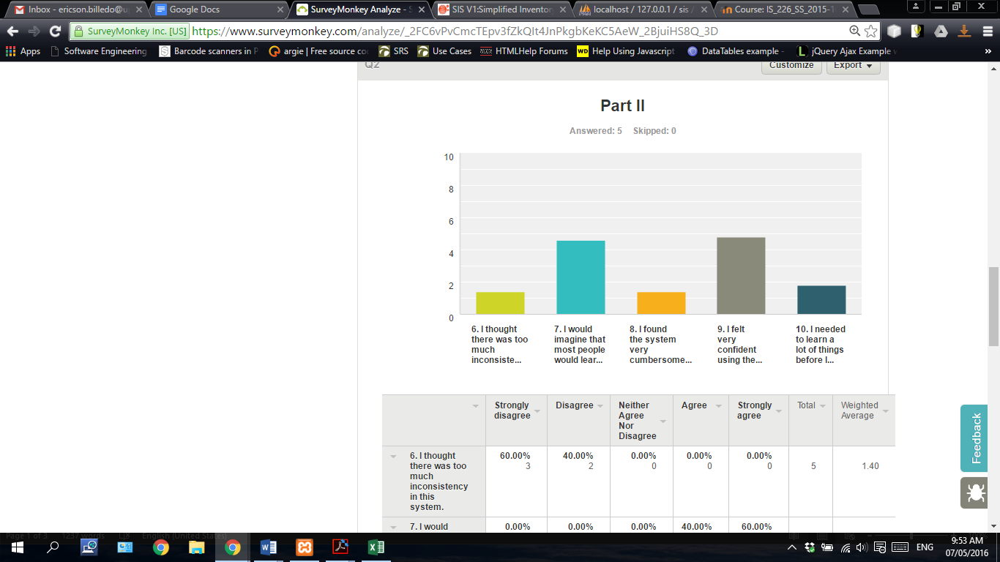 Inbox - ericson.billedo@u
Google Docs
SurveyMonkey Analyze - S
SIS V1:Simplified Inventor
localhost / 127.0.0.1 / sis /
Course: IS_226_SS_2015-1
SurveyMonkey Inc. [US]
https://www.surveymonkey.com/analyze/_2FC6vPvCmcTEpv3fZkQIt4JnPkgbKeKC5AeW_2BjuiHS8Q_3D
Apps
Software Engineering
Barcode scanners in P
argie | Free source co
SRS
Use Cases
HTMLHelp Forums
WD Help Using Javascript
DataTables example -
jQuery Ajax Example v
»
Q2
Customize
Export
Part II
Answered: 5 Skipped: 0
10
8
6
4
2
0
6. I thought
there was too
much
inconsiste...
7. I would
imagine that
most people
would lear...
8. I found
the system
very
cumbersome...
9. I felt
very
confident
using the...
10. I needed
to learn a
lot of things
before I...
Strongly
disagree
Disagree
Neither
Agree
Nor
Disagree
Agree
Strongly
agree
Total
Weighted
Average
6. I thought
there was too
much
inconsistency
in this
system.
60.00%
3
40.00%
2
0.00%
0
0.00%
0
0.00%
0
5
1.40
7. I would
0.00%
0.00%
0.00%
40.00%
60.00%
Feedback
Page 1 of 3 1237 words English (United States)
ENG
9:53 AM
07/05/2016